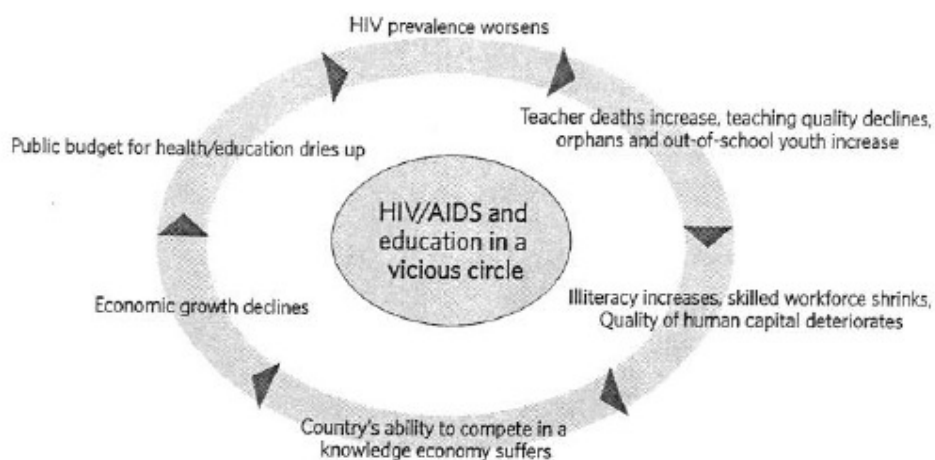 HIV prevalence worsens
Teacher deaths increase, teaching quality declines,
orphans and out-of-school youth increase
Public budget for health/education dries up
HIV/AIDS and
education in a
vicious circle
Illiteracy increases, skilled workforce shrinks,
Quality of human capital deteriorates
Economic growth declines
Country's ability to compete in a
knowledge economy suffers